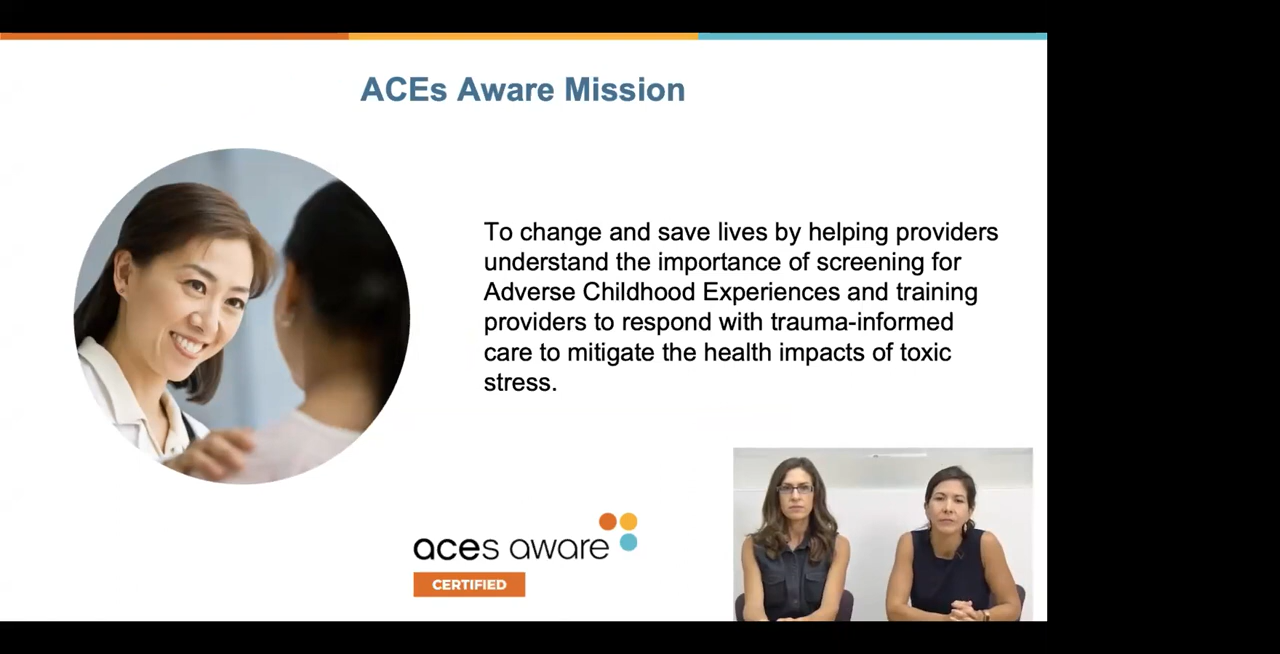 ACEs Aware Mission
To change and save lives by helping providers
understand the importance of screening for
Adverse Childhood Experiences and training
providers to respond with trauma-informed
care to mitigate the health impacts of toxic
stress.
aces aware
CERTIFIED